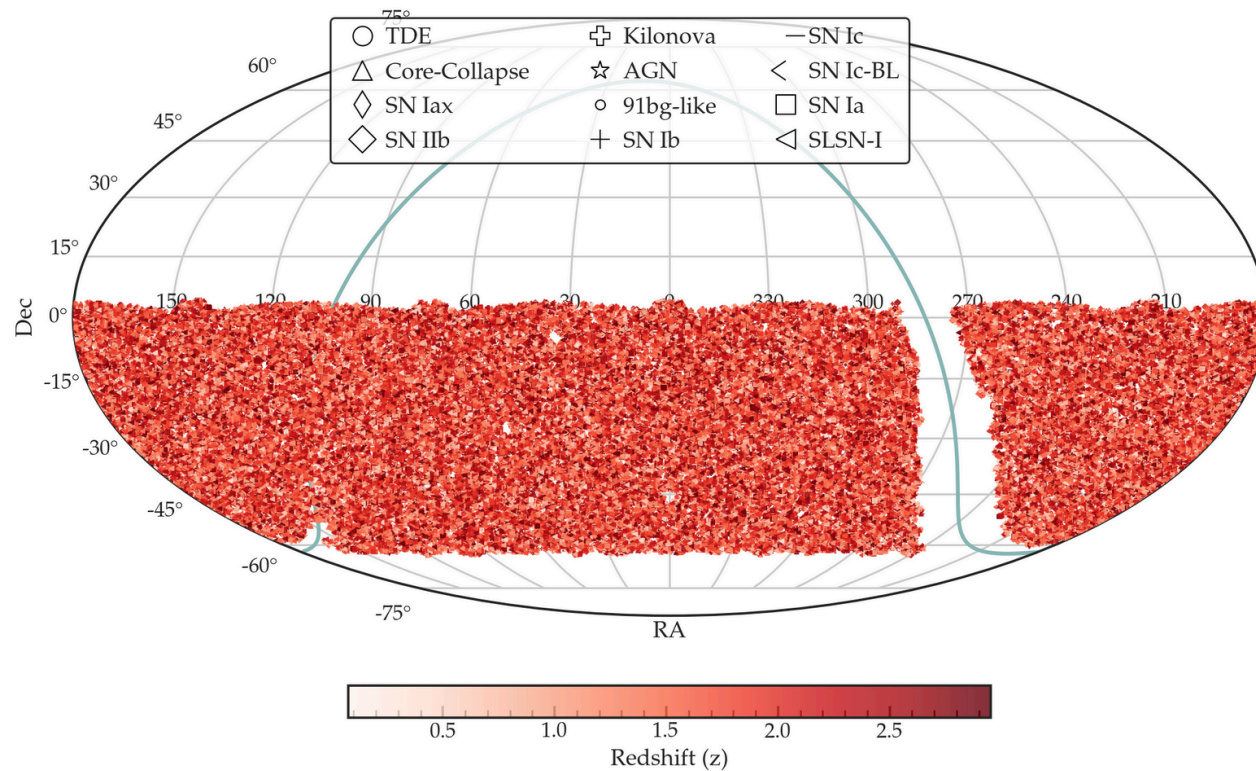 75°
TDE Kilonova SN Ic
60° Core-Collapse AGN SN Ic-BL
SN Iax 91bg-like SN Ia
45°
SN IIb SN Ib SLSN-I
30°
15°
150 120 90 60 30 0 330 300 270 240 210
Dec
0°
-15°
-30°
-45°
-60°
-75°
RA
0.5 1.0 1.5 2.0 2.5
Redshift (z)